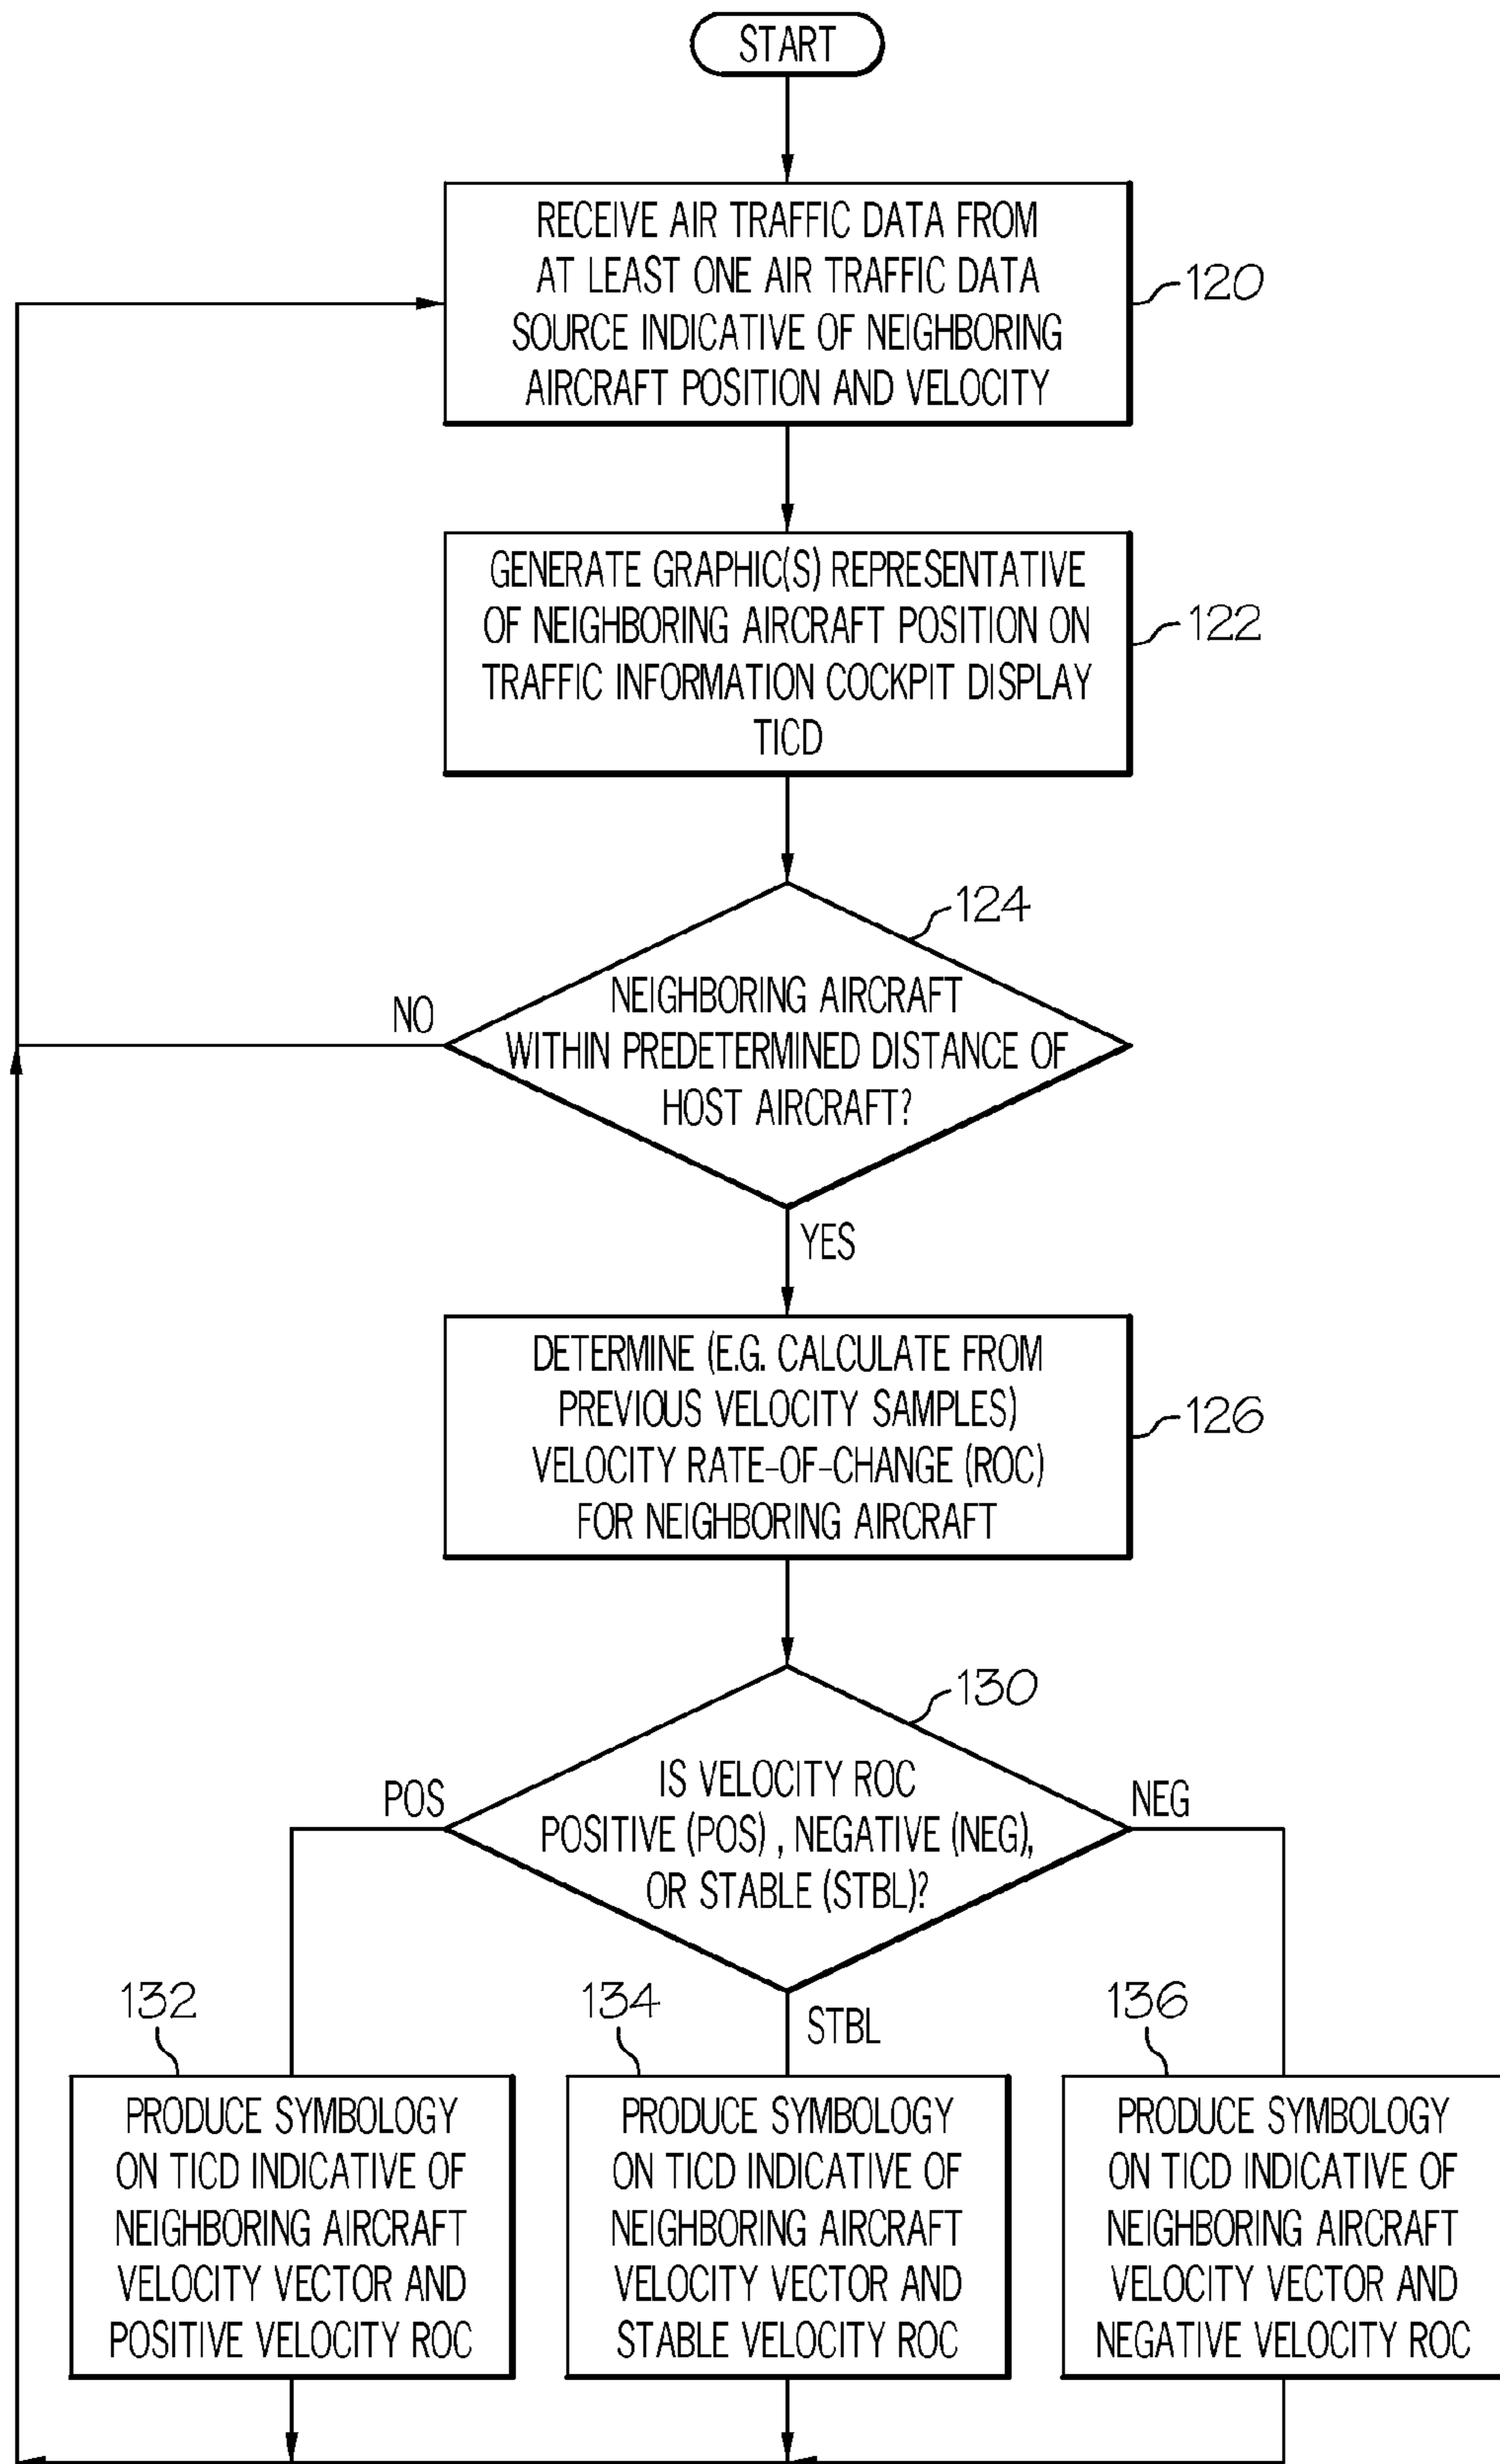 START
RECEIVE AIR TRAFFIC DATA FROM
AT LEAST ONE AIR TRAFFIC DATA
SOURCE INDICATIVE OF NEIGHBORING
AIRCRAFT POSITION AND VELOCITY
120
GENERATE GRAPHIC(S) REPRESENTATIVE
OF NEIGHBORING AIRCRAFT POSITION ON
TRAFFIC INFORMATION COCKPIT DISPLAY
TICD
122
124
NEIGHBORING AIRCRAFT
WITHIN PREDETERMINED DISTANCE OF
HOST AIRCRAFT?
NO
YES
DETERMINE (E.G. CALCULATE FROM
PREVIOUS VELOCITY SAMPLES)
VELOCITY RATE-OF-CHANGE (ROC)
FOR NEIGHBORING AIRCRAFT
126
130
IS VELOCITY ROC
POSITIVE (POS) , NEGATIVE (NEG),
OR STABLE (STBL)?
POS
NEG
STBL
132
PRODUCE SYMBOLOGY
ON TICD INDICATIVE OF
NEIGHBORING AIRCRAFT
VELOCITY VECTOR AND
POSITIVE VELOCITY ROC
134
PRODUCE SYMBOLOGY
ON TICD INDICATIVE OF
NEIGHBORING AIRCRAFT
VELOCITY VECTOR AND
STABLE VELOCITY ROC
136
PRODUCE SYMBOLOGY
ON TICD INDICATIVE OF
NEIGHBORING AIRCRAFT
VELOCITY VECTOR AND
NEGATIVE VELOCITY ROC